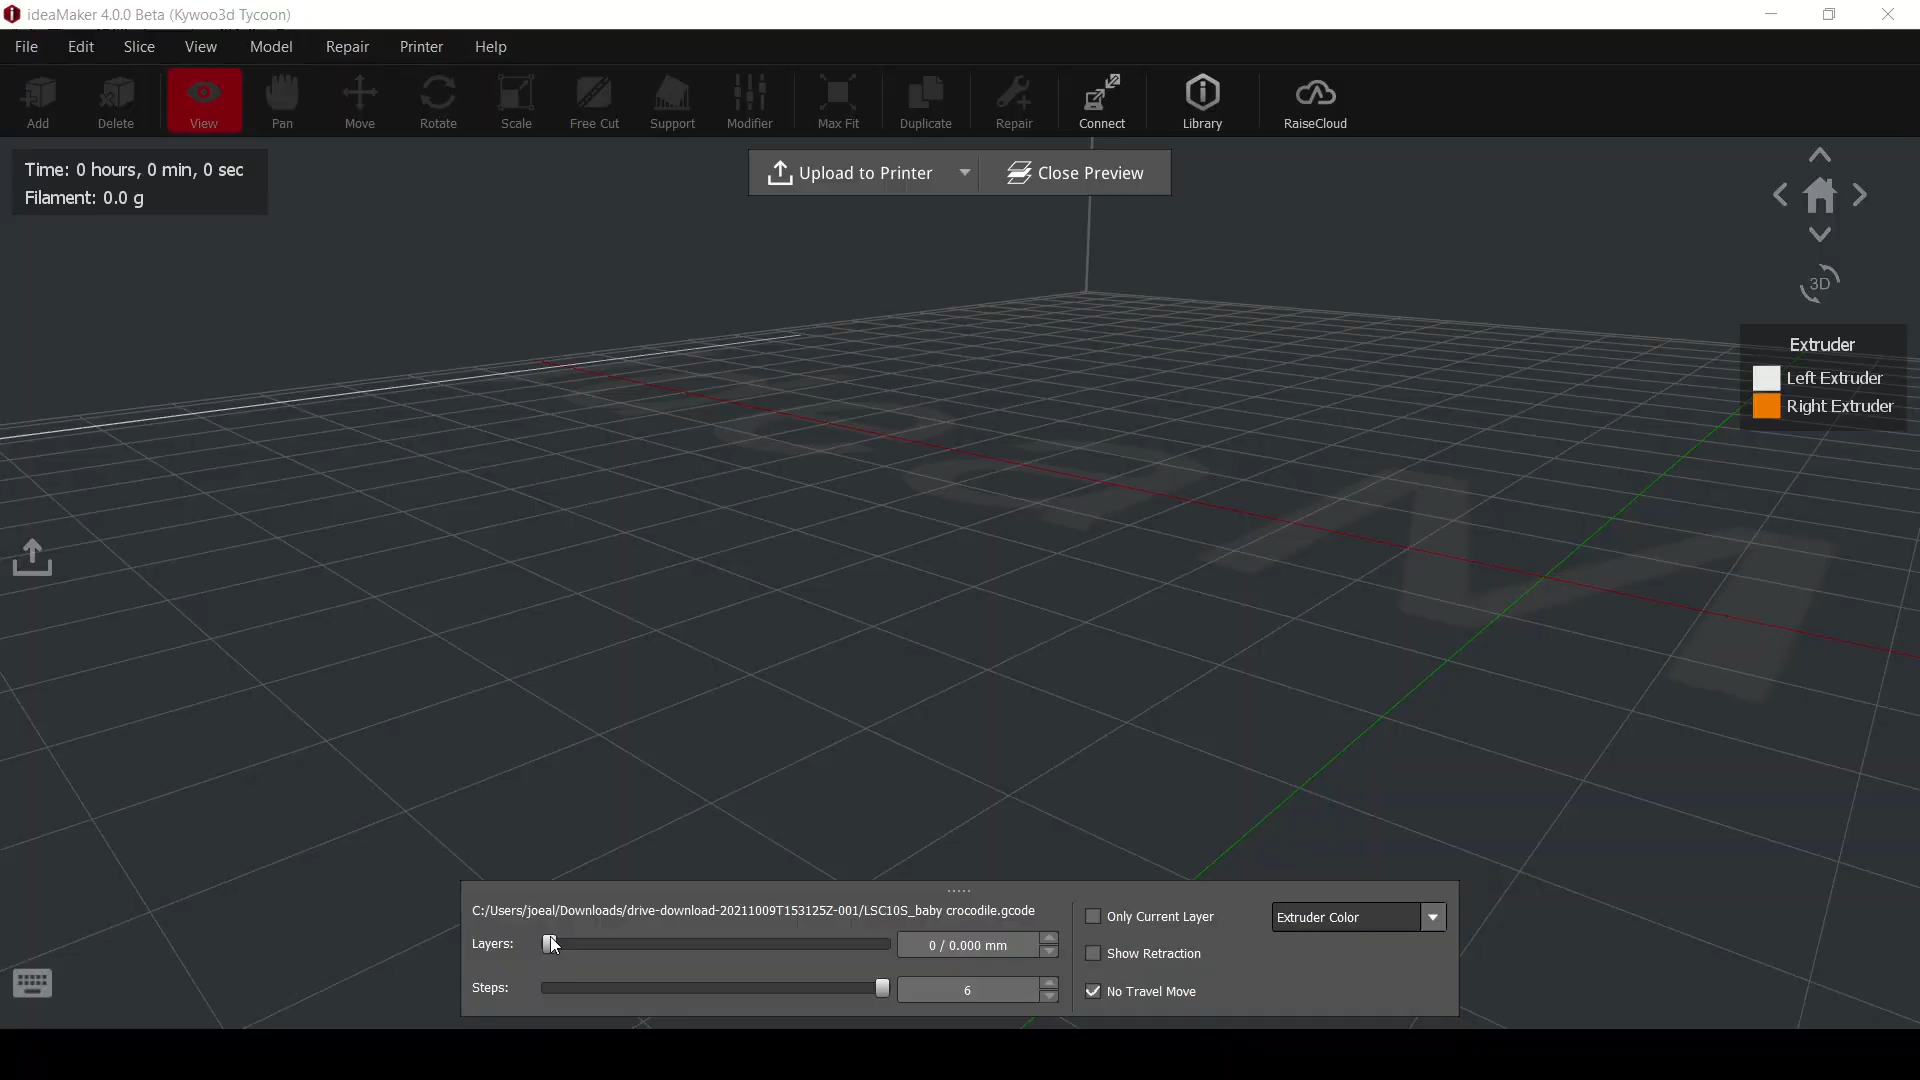 ideaMaker 4.0.0 Beta (Kywoo3d Tycoon)
File Edit Slice View Model Repair Printer Help
Add Delete View Pan Move Rotate Scale Free Cut Support Modifier Max Fit Duplicate Repair Connect Library RaiseCloud
Time: 0 hours, 0 min, 0 sec
Filament: 0.0 g
Upload to Printer Close Preview
3D
Extruder
Left Extruder
Right Extruder
C:/Users/joeal/Downloads/drive-download-20211009T153125Z-001/LSC10S_baby crocodile.gcode
Layers: 0 / 0.000 mm
Steps: 6
Only Current Layer
Show Retraction
No Travel Move
Extruder Color